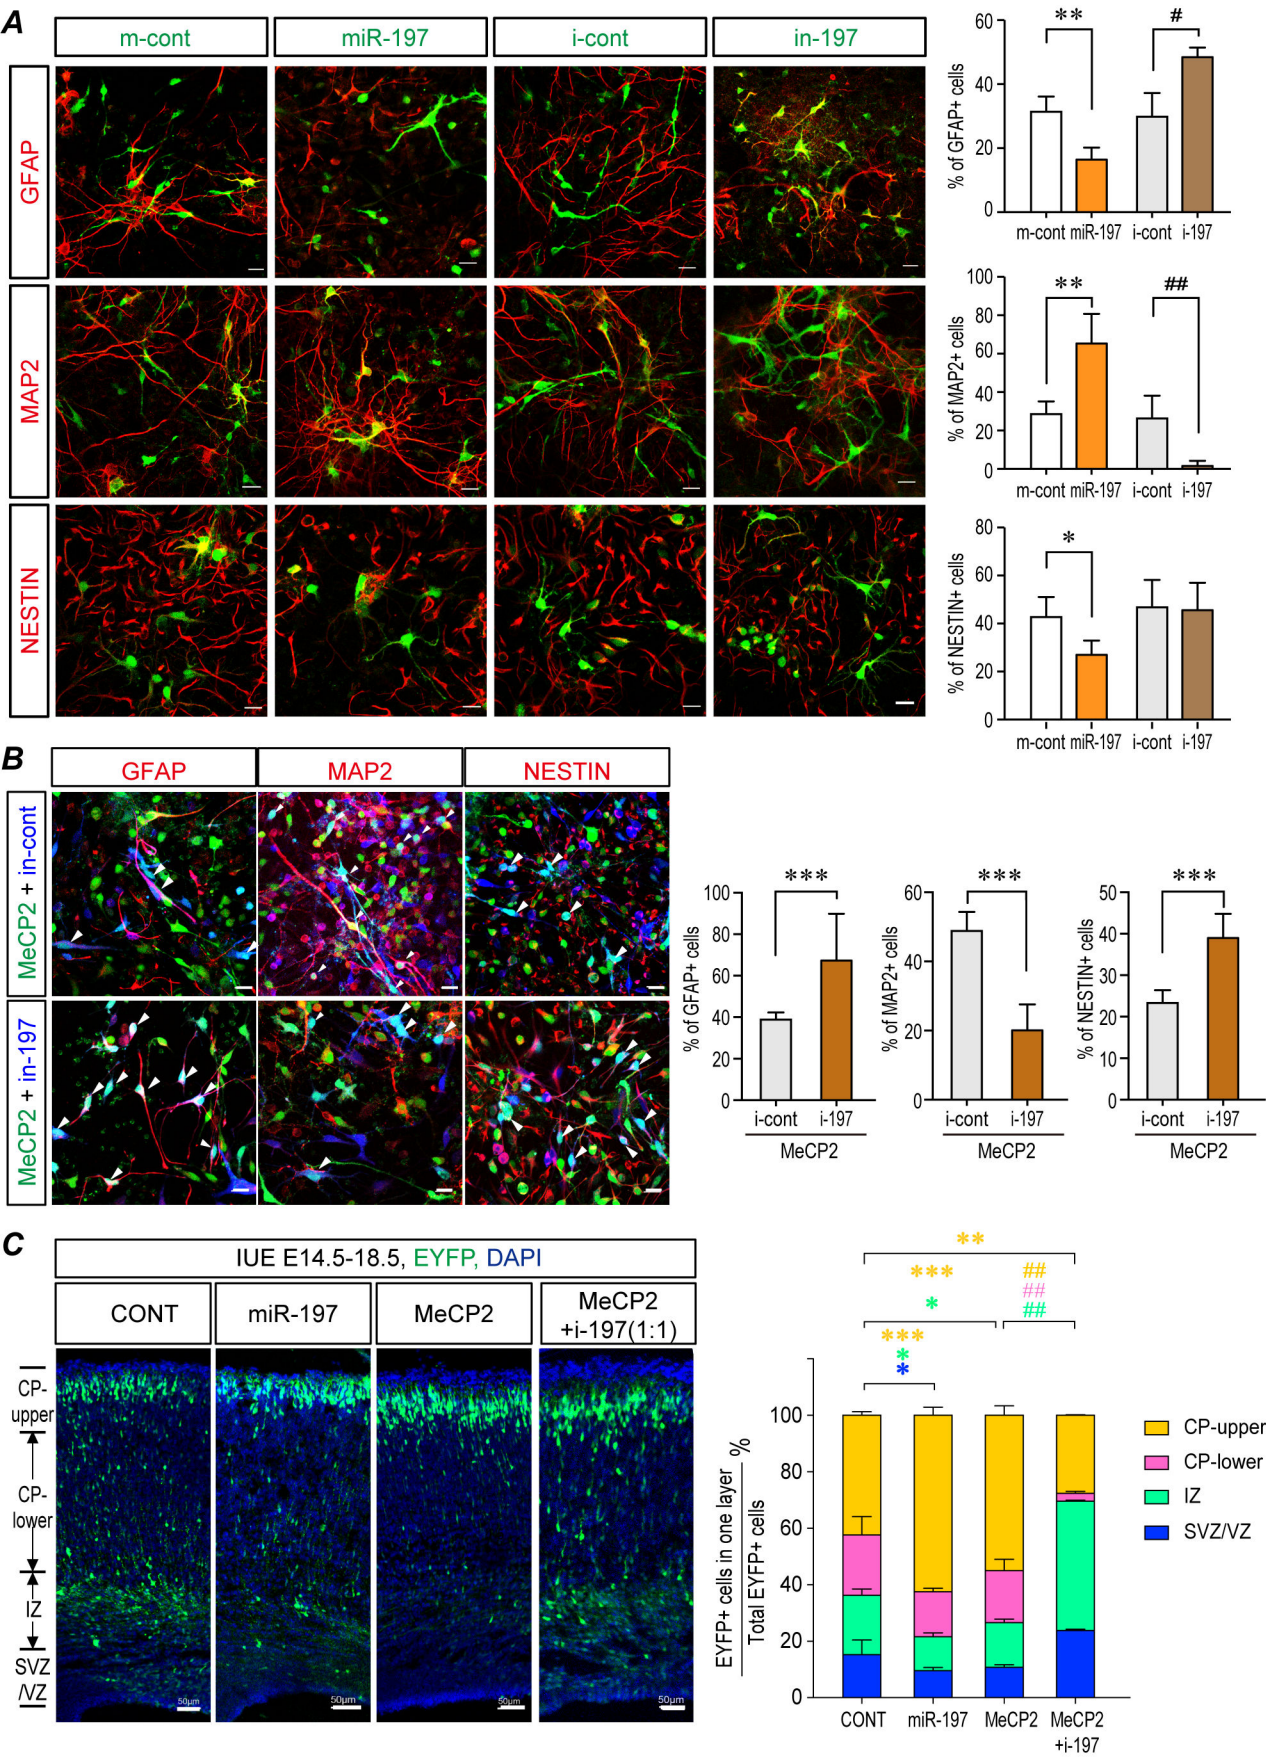 A
m-cont
miR-197
i-cont
in-197
GFAP
MAP2
NESTIN
% of GFAP+ cells
60
40
20
0
**
#
m-cont miR-197 i-cont i-197
% of MAP2+ cells
100
80
60
40
20
0
**
##
m-cont miR-197 i-cont i-197
% of NESTIN+ cells
80
60
40
20
0
*
m-cont miR-197 i-cont i-197
B
GFAP
MAP2
NESTIN
MeCP2 + in-cont
MeCP2 + in-197
% of GFAP+ cells
100
80
60
40
20
0
***
i-cont i-197
MeCP2
% of MAP2+ cells
60
40
20
0
***
i-cont i-197
MeCP2
% of NESTIN+ cells
50
40
30
20
10
0
***
i-cont i-197
MeCP2
C
IUE E14.5-18.5, EYFP, DAPI
CONT
miR-197
MeCP2
MeCP2
+i-197(1:1)
CP-
upper
CP-
lower
IZ
SVZ
/VZ
50μm
50μm
50μm
50μm
**
***
*
##
##
##
***
*
*
EYFP+ cells in one layer
Total EYFP+ cells
%
100
80
60
40
20
0
CONT
miR-197
MeCP2
MeCP2
+i-197
CP-upper
CP-lower
IZ
SVZ/VZ